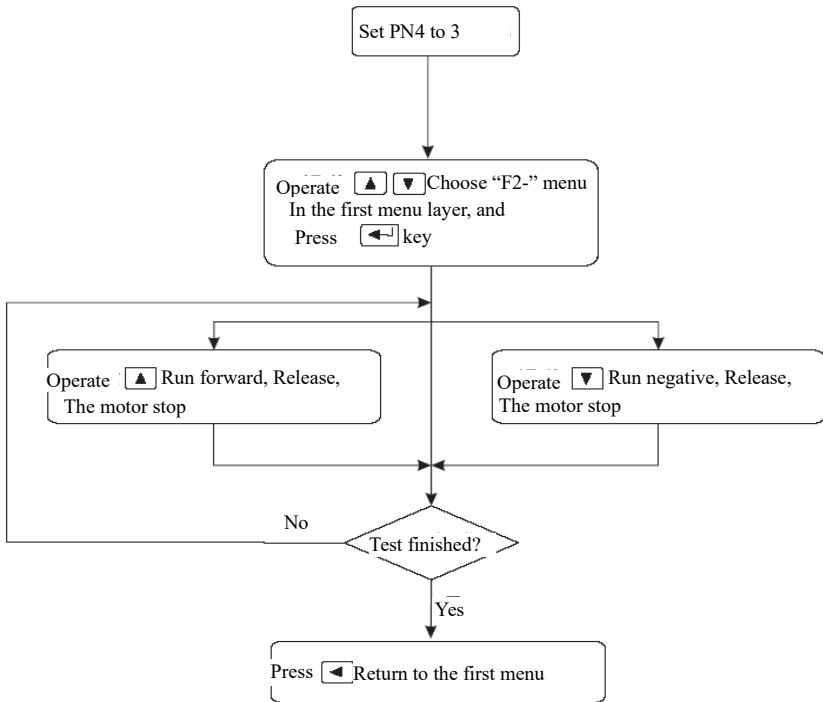 Set PN4 to 3
Operate ▲ ▼ Choose “F2-” menu
In the first menu layer, and
Press ↵ key
Operate ▲ Run forward, Release,
The motor stop
Operate ▼ Run negative, Release,
The motor stop
No
Test finished?
Yes
Press ◄ Return to the first menu